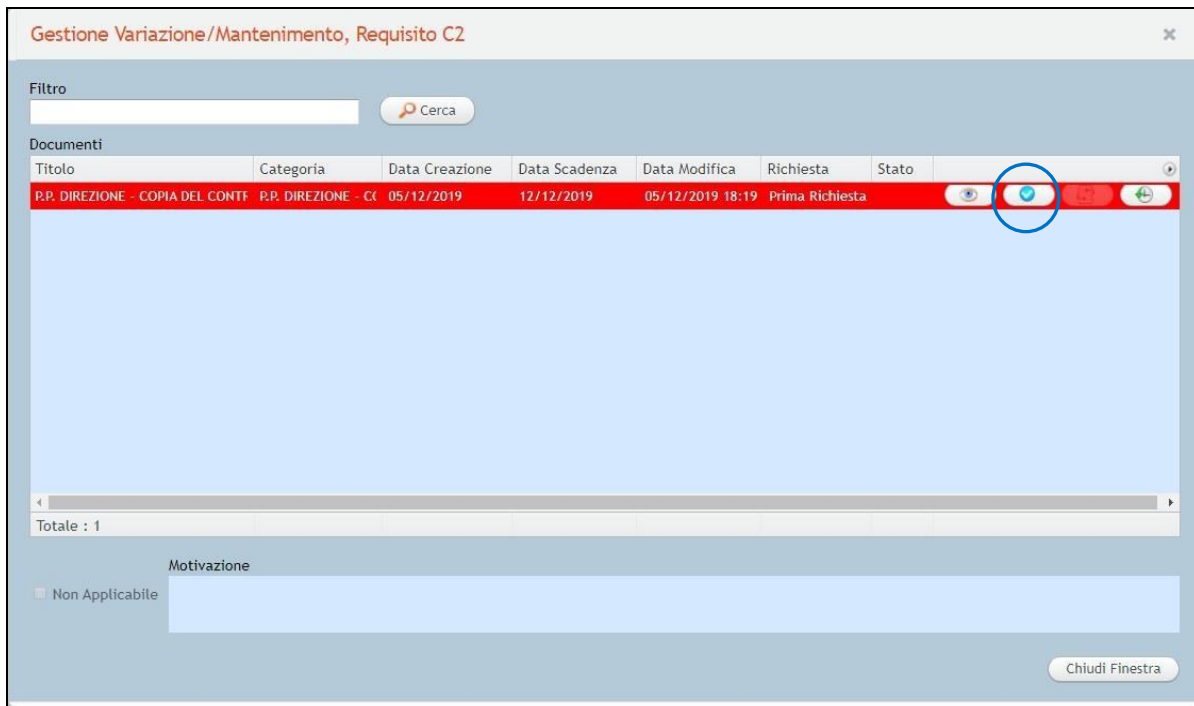 Gestione Variazione/Mantenimento, Requisito C2
Filtro
Cerca
Documenti
Titolo Categoria Data Creazione Data Scadenza Data Modifica Richiesta Stato
P.P. DIREZIONE - COPIA DEL CONTR P.P. DIREZIONE - CO 05/12/2019 12/12/2019 05/12/2019 18:19 Prima Richiesta
Totale : 1
Motivazione
Non Applicabile
Chiudi Finestra